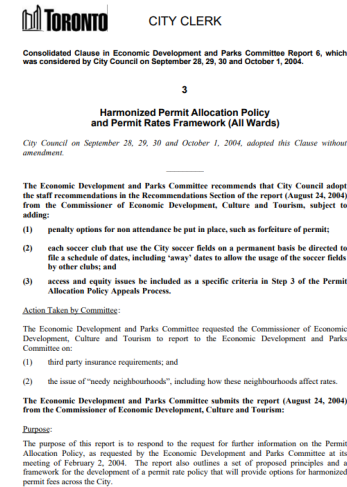 TORONTO
CITY CLERK
Consolidated Clause in Economic Development and Parks Committee Report 6, which
was considered by City Council on September 28, 29, 30 and October 1, 2004.
3
Harmonized Permit Allocation Policy
and Permit Rates Framework (All Wards)
City Council on September 28, 29, 30 and October 1, 2004, adopted this Clause without
amendment.
The Economic Development and Parks Committee recommends that City Council adopt
the staff recommendations in the Recommendations Section of the report (August 24, 2004)
from the Commissioner of Economic Development, Culture and Tourism, subject to
adding:
(1) penalty options for non attendance be put in place, such as forfeiture of permit;
(2) each soccer club that use the City soccer fields on a permanent basis be directed to
file a schedule of dates, including 'away' dates to allow the usage of the soccer fields
by other clubs; and
(3) access and equity issues be included as a specific criteria in Step 3 of the Permit
Allocation Policy Appeals Process.
Action Taken by Committee:
The Economic Development and Parks Committee requested the Commissioner of Economic
Development, Culture and Tourism to report to the Economic Development and Parks
Committee on:
(1) third party insurance requirements; and
(2) the issue of "needy neighbourhoods", including how these neighbourhoods affect rates.
The Economic Development and Parks Committee submits the report (August 24, 2004)
from the Commissioner of Economic Development, Culture and Tourism:
Purpose:
The purpose of this report is to respond to the request for further information on the Permit
Allocation Policy, as requested by the Economic Development and Parks Committee at its
meeting of February 2, 2004. The report also outlines a set of proposed principles and a
framework for the development of a permit rate policy that will provide options for harmonized
permit fees across the City.